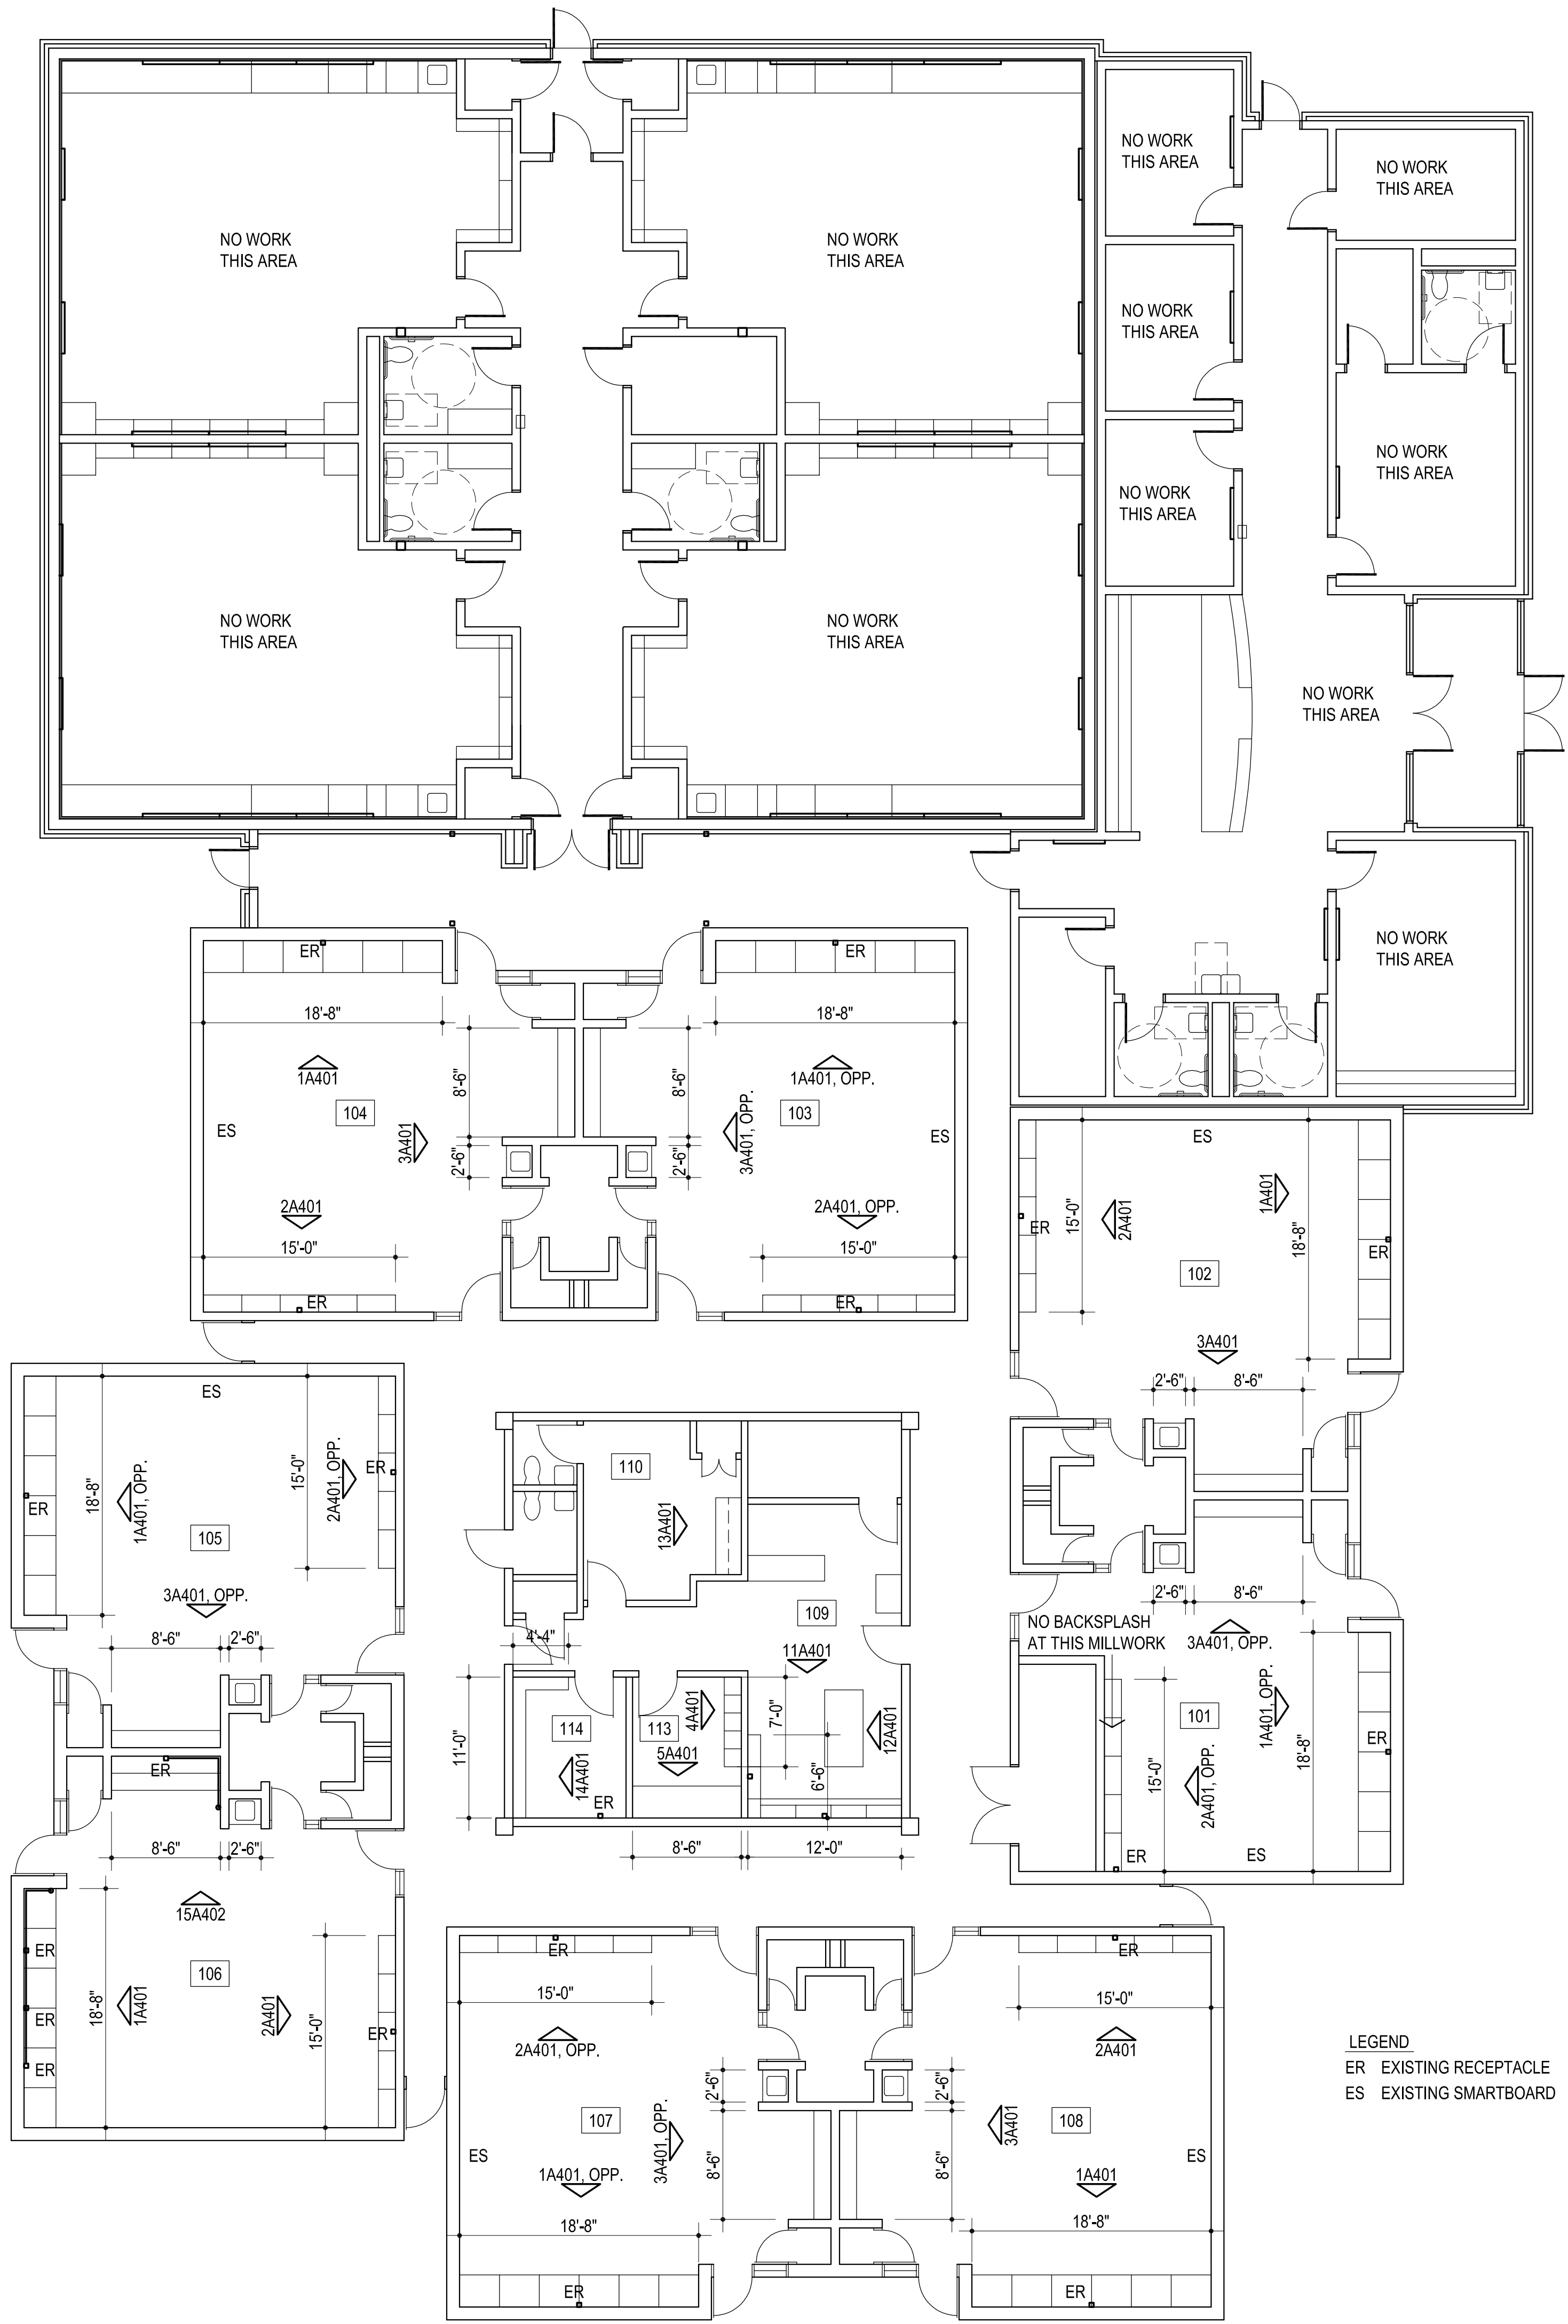 NO WORK
THIS AREA
NO WORK
THIS AREA
NO WORK
THIS AREA
NO WORK
THIS AREA
NO WORK
THIS AREA
NO WORK
THIS AREA
NO WORK
THIS AREA
NO WORK
THIS AREA
NO WORK
THIS AREA
NO WORK
THIS AREA
NO WORK
THIS AREA
NO WORK
THIS AREA
ER
18'-8"
1A401
104
8'-6"
ES
3A401
2'-6"
2A401
15'-0"
ER
ER
18'-8"
8'-6"
1A401, OPP.
103
3A401, OPP.
ES
2'-6"
2A401, OPP.
15'-0"
ER
ES
15'-0"
2A401
1A401
ER
18'-8"
ER
102
3A401
2'-6"
8'-6"
ES
18'-8"
1A401, OPP.
15'-0"
2A401, OPP.
ER
ER
105
3A401, OPP.
8'-6"
2'-6"
110
13A401
109
4'-4"
11A401
11'-0"
114
14A401
113
4A401
5A401
7'-0"
6'-6"
12A401
ER
8'-6"
12'-0"
2'-6"
8'-6"
NO BACKSPLASH
AT THIS MILLWORK
3A401, OPP.
101
1A401, OPP.
15'-0"
2A401, OPP.
18'-8"
ER
ER
ES
ER
8'-6"
2'-6"
15A402
ER
106
18'-8"
1A401
2A401
15'-0"
ER
ER
ER
ER
15'-0"
2A401, OPP.
2'-6"
107
3A401, OPP.
ES
8'-6"
1A401, OPP.
18'-8"
ER
ER
15'-0"
2A401
2'-6"
3A401
108
8'-6"
ES
1A401
18'-8"
ER
LEGEND
ER EXISTING RECEPTACLE
ES EXISTING SMARTBOARD